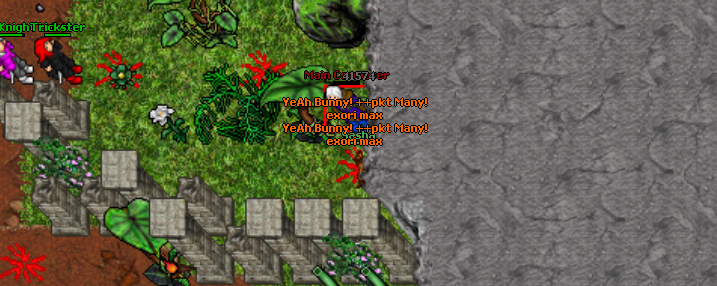 KnighTrickster
YeAh Bunny! ++pkt Many!
exori max
YeAh Bunny! ++pkt Many!
exori max